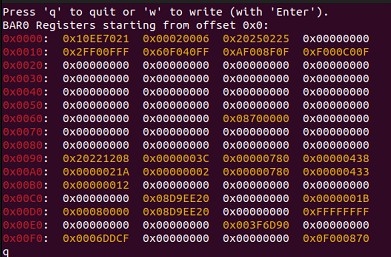 Press 'q' to quit or 'w' to write (with 'Enter').
BAR0 Registers starting from offset 0x0:
0x0000: 0x10EE7021 0x00020006 0x20250225 0x00000000
0x0010: 0x2FF00FFF 0x60F040FF 0xAF008F0F 0xF000C00F
0x0020: 0x00000000 0x00000000 0x00000000 0x00000000
0x0030: 0x00000000 0x00000000 0x00000000 0x00000000
0x0040: 0x00000000 0x00000000 0x00000000 0x00000000
0x0050: 0x00000000 0x00000000 0x00000000 0x00000000
0x0060: 0x00000000 0x00000000 0x08700000 0x00000000
0x0070: 0x00000000 0x00000000 0x00000000 0x00000000
0x0080: 0x00000000 0x00000000 0x00000000 0x00000000
0x0090: 0x20221208 0x0000003C 0x00000780 0x00000438
0x00A0: 0x0000021A 0x00000002 0x00000780 0x00000433
0x00B0: 0x00000012 0x00000000 0x00000000 0x00000000
0x00C0: 0x00000000 0x08D9EE20 0x00000000 0x0000001B
0x00D0: 0x00080000 0x08D9EE20 0x00000000 0xFFFFFFFF
0x00E0: 0x00000000 0x00000000 0x003F6D90 0x00000000
0x00F0: 0x0006DDCF 0x00000000 0x00000000 0x0F000870
q